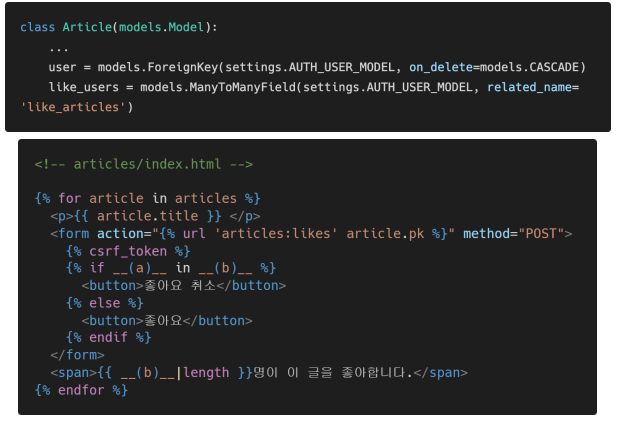 class Article(models.Model):
...
user = models.ForeignKey(settings.AUTH_USER_MODEL, on_delete=models.CASCADE)
like_users = models.ManyToManyField(settings.AUTH_USER_MODEL, related_name=
'like_articles')
<!-- articles/index.html -->
{% for article in articles %}
<p>{{ article.title }} </p>
<form action="{% url 'articles:likes' article.pk %}" method="POST">
{% csrf_token %}
{% if __(a)__ in __(b)__ %}
<button>좋아요 취소</button>
{% else %}
<button>좋아요</button>
{% endif %}
</form>
<span>{{ __(b)__|length }}명이 이 글을 좋아합니다.</span>
{% endfor %}